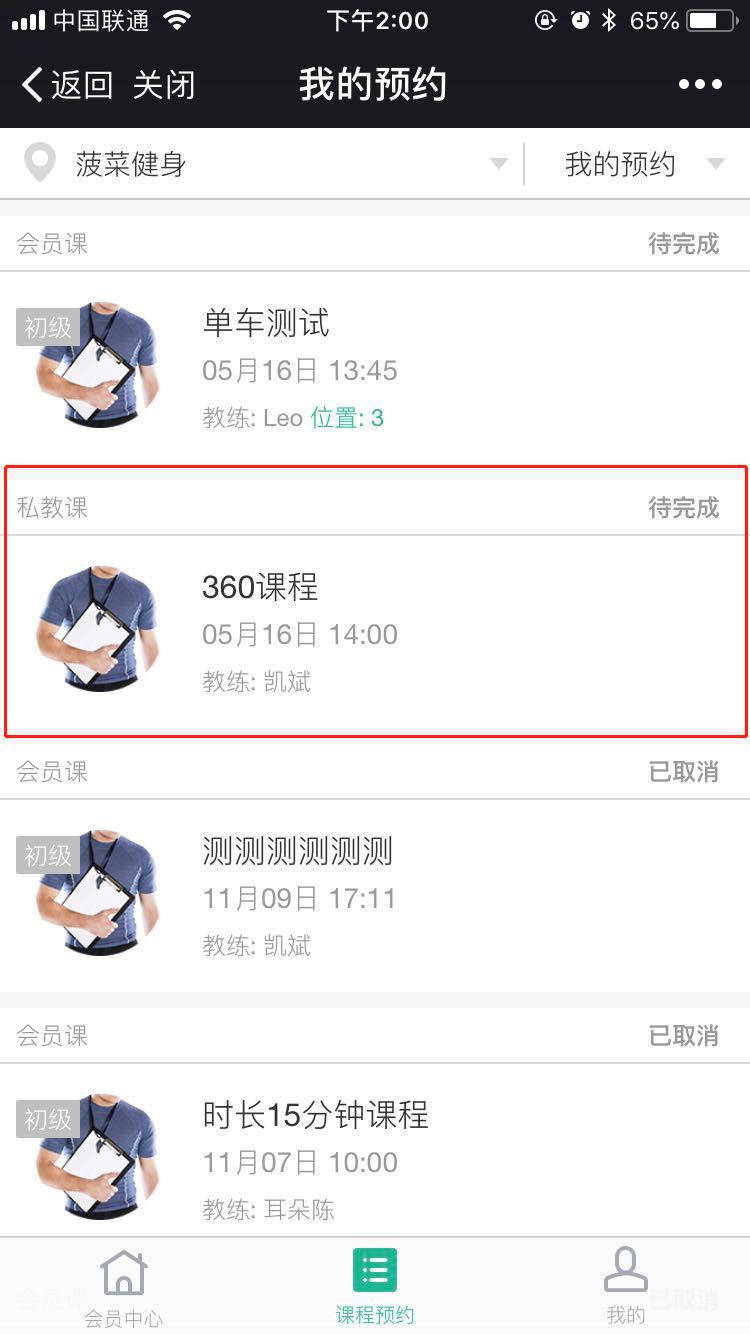 中国联通 下午2:00 65%
返回 关闭 我的预约
菠菜健身 我的预约
会员课 待完成
初级
单车测试
05月16日 13:45
教练: Leo 位置: 3
私教课 待完成
360课程
05月16日 14:00
教练: 凯斌
会员课 已取消
初级
测测测测测测
11月09日 17:11
教练: 凯斌
会员课 已取消
初级
时长15分钟课程
11月07日 10:00
教练: 耳朵陈
会员课 已取消
会员中心 课程预约 我的